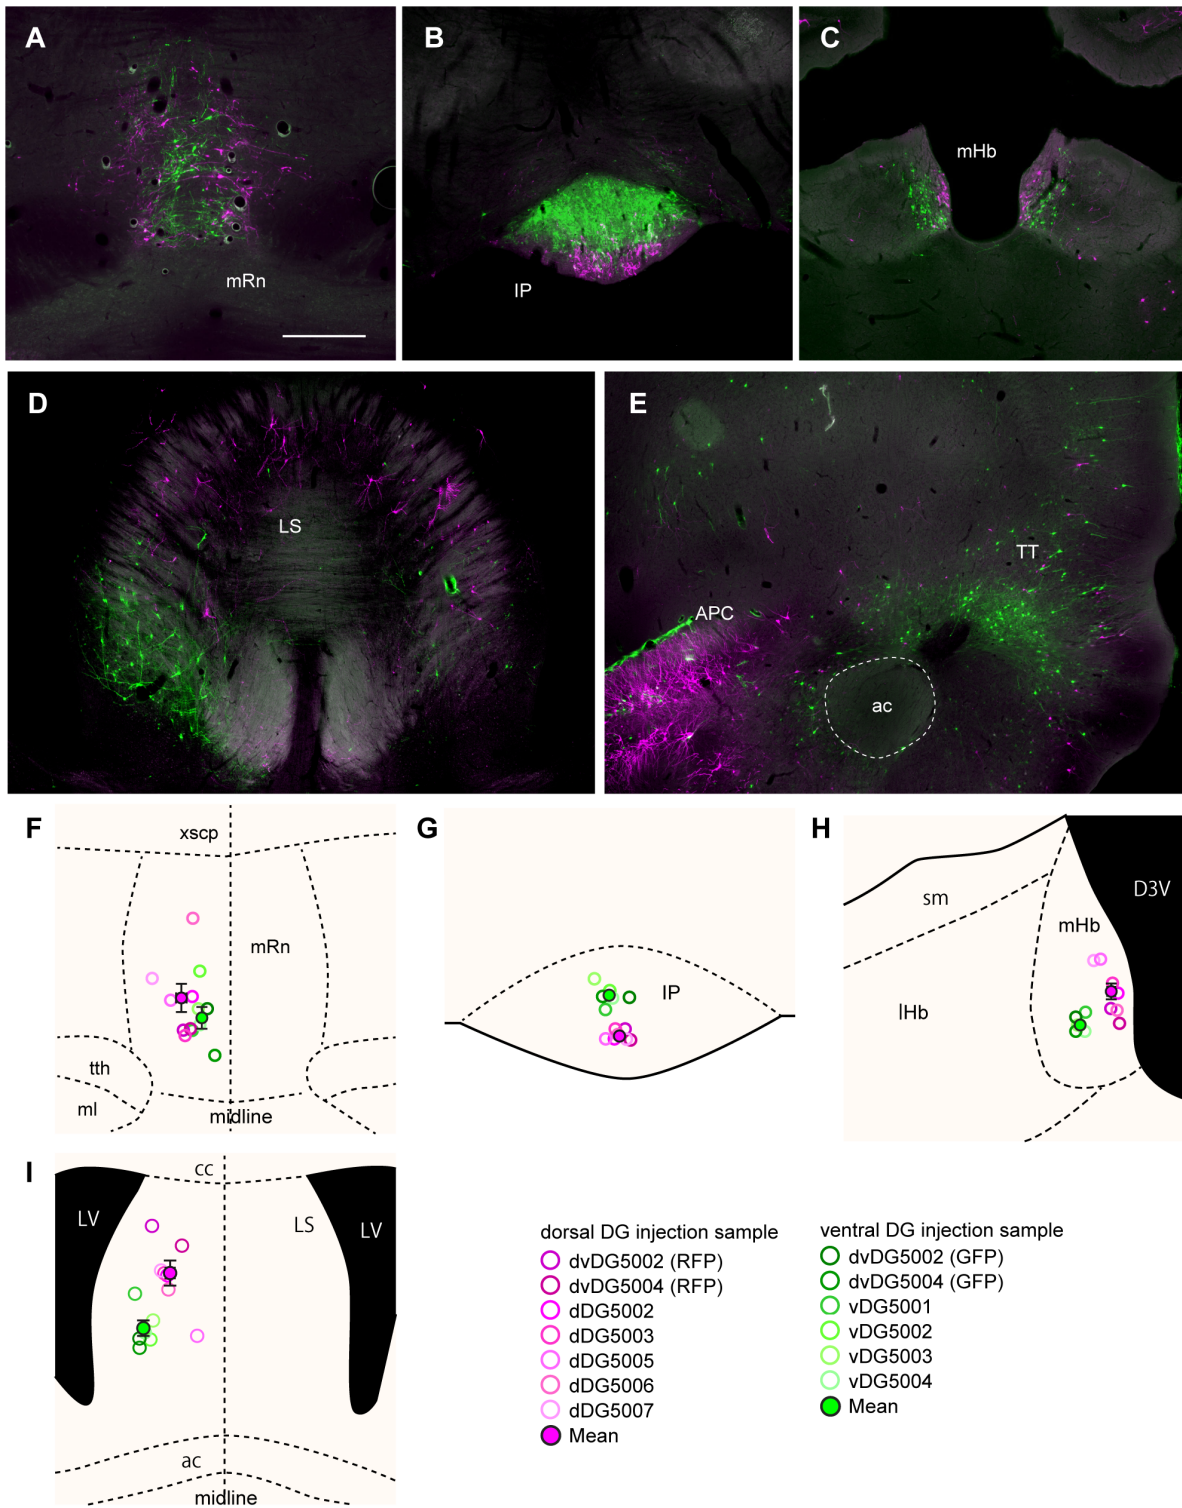 A
mRn
B
IP
C
mHb
D
LS
E
TT
APC
ac
F
xscp
mRn
tth
ml
midline
G
IP
H
sm
D3V
mHb
lHb
I
cc
LV
LS
LV
ac
midline
dorsal DG injection sample
dvDG5002 (RFP)
dvDG5004 (RFP)
dDG5002
dDG5003
dDG5005
dDG5006
dDG5007
Mean
ventral DG injection sample
dvDG5002 (GFP)
dvDG5004 (GFP)
vDG5001
vDG5002
vDG5003
vDG5004
Mean